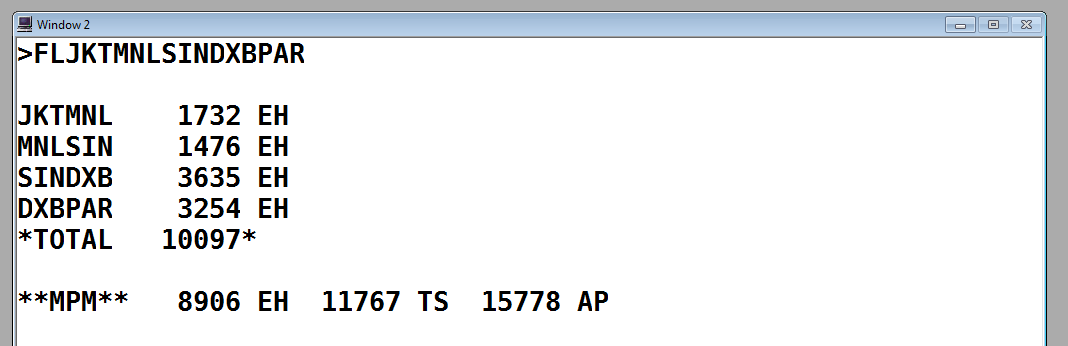 Window 2
>FLJKTMNLSINDXBPAR
JKTMNL    1732 EH
MNLSIN    1476 EH
SINDXB    3635 EH
DXBPAR    3254 EH
*TOTAL   10097*
**MPM**   8906 EH  11767 TS  15778 AP